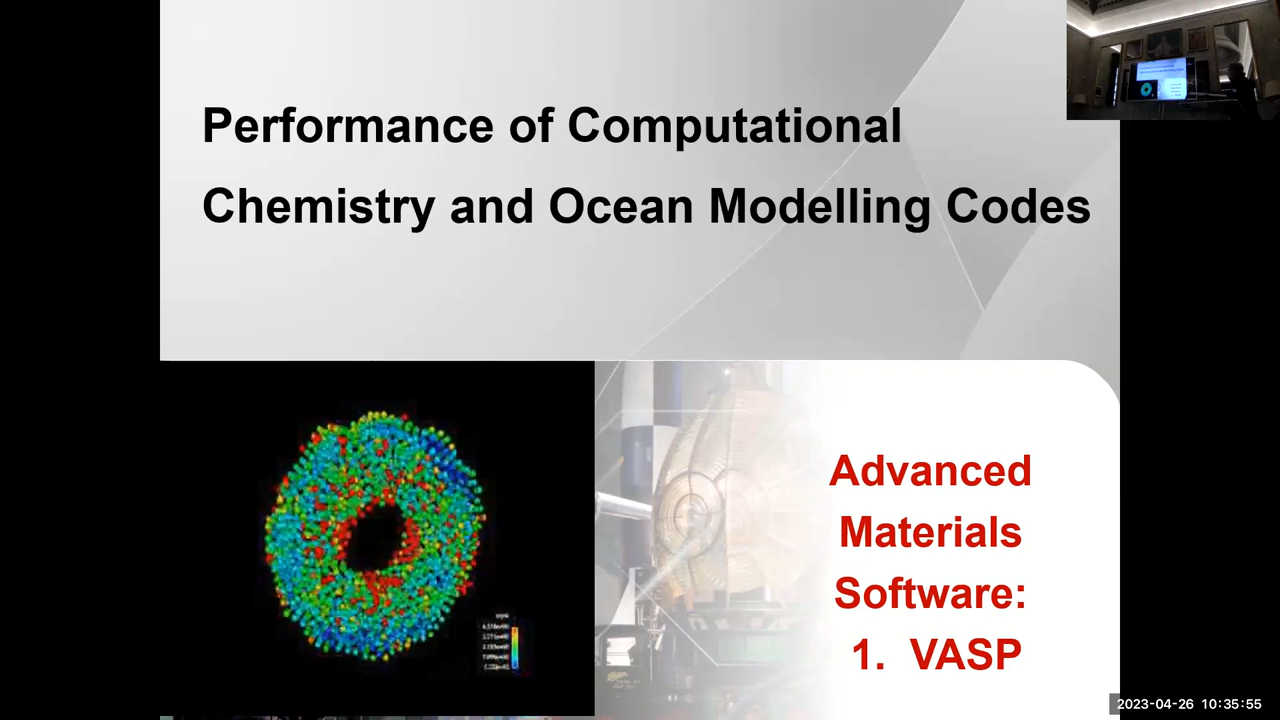 Performance of Computational
Chemistry and Ocean Modelling Codes
Advanced
Materials
Software:
1. VASP
2023-04-26 10:35:55